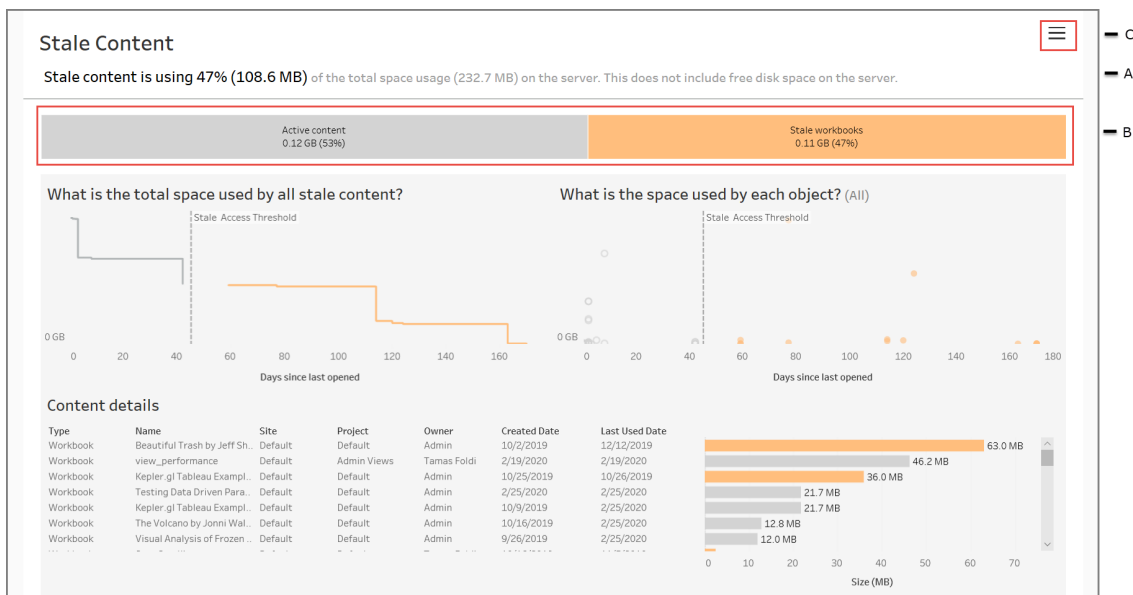 Stale Content
C
Stale content is using 47% (108.6 MB) of the total space usage (232.7 MB) on the server. This does not include free disk space on the server.
A
Active content
0.12 GB (53%)
Stale workbooks
0.11 GB (47%)
B
What is the total space used by all stale content?
Stale Access Threshold
0 GB
0 20 40 60 80 100 120 140 160
Days since last opened
What is the space used by each object? (All)
Stale Access Threshold
0 GB
0 20 40 60 80 100 120 140 160 180
Days since last opened
Content details
Type Name Site Project Owner Created Date Last Used Date
Workbook Beautiful Trash by Jeff Sh.. Default Default Admin 10/2/2019 12/12/2019 63.0 MB
Workbook view_performance Default Admin Views Tamas Foldi 2/19/2020 2/19/2020 46.2 MB
Workbook Kepler.gl Tableau Exampl.. Default Default Admin 10/25/2019 10/26/2019 36.0 MB
Workbook Testing Data Driven Para.. Default Default Admin 2/25/2020 2/25/2020 21.7 MB
Workbook Kepler.gl Tableau Exampl.. Default Default Admin 10/9/2019 2/25/2020 21.7 MB
Workbook The Volcano by Jonni Wal.. Default Default Admin 10/16/2019 2/25/2020 12.8 MB
Workbook Visual Analysis of Frozen .. Default Default Admin 9/26/2019 2/25/2020 12.0 MB
0 10 20 30 40 50 60 70
Size (MB)